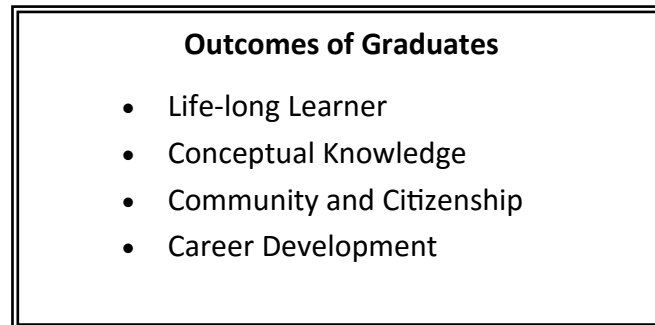 Outcomes of Graduates
• Life-long Learner
• Conceptual Knowledge
• Community and Citizenship
• Career Development